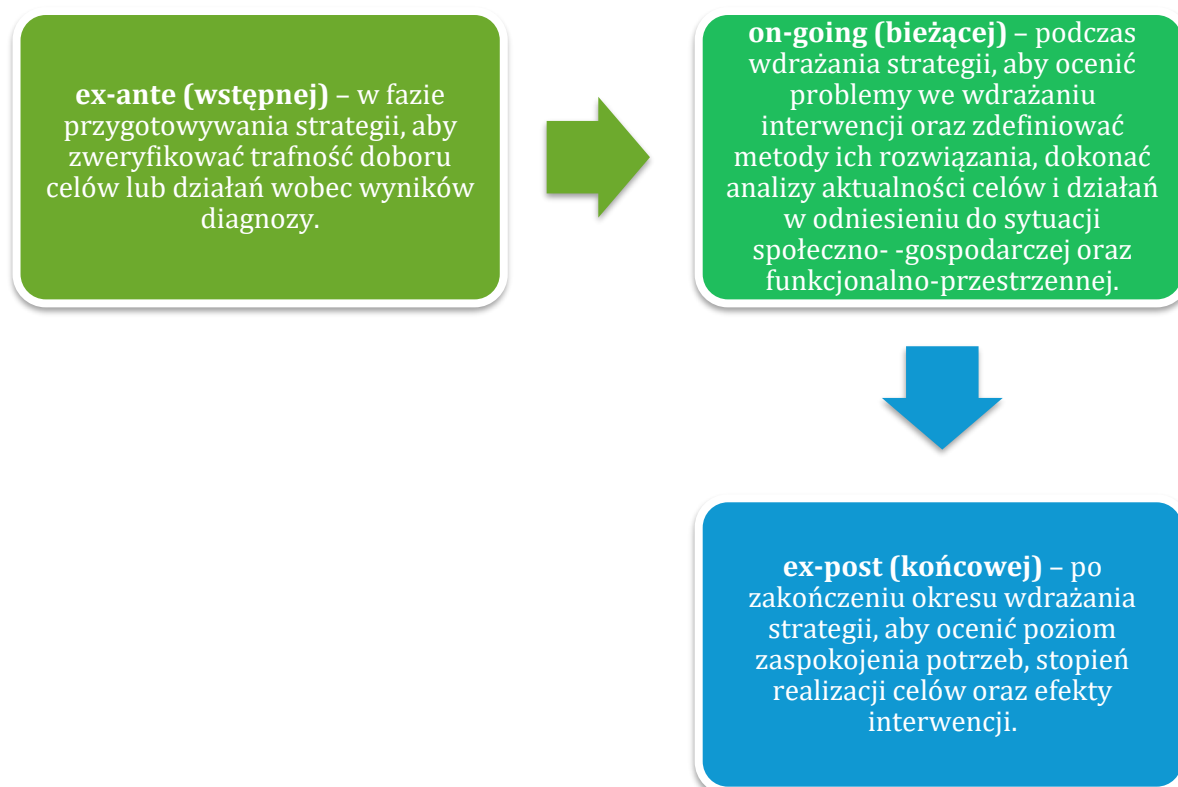 ex-ante (wstępnej) – w fazie
przygotowywania strategii, aby
zweryfikować trafność doboru
celów lub działań wobec wyników
diagnozy.
on-going (bieżącej) – podczas
wdrażania strategii, aby ocenić
problemy we wdrażaniu
interwencji oraz zdefiniować
metody ich rozwiązania, dokonać
analizy aktualności celów i działań
w odniesieniu do sytuacji
społeczno- -gospodarczej oraz
funkcjonalno-przestrzennej.
ex-post (końcowej) – po
zakończeniu okresu wdrażania
strategii, aby ocenić poziom
zaspokojenia potrzeb, stopień
realizacji celów oraz efekty
interwencji.